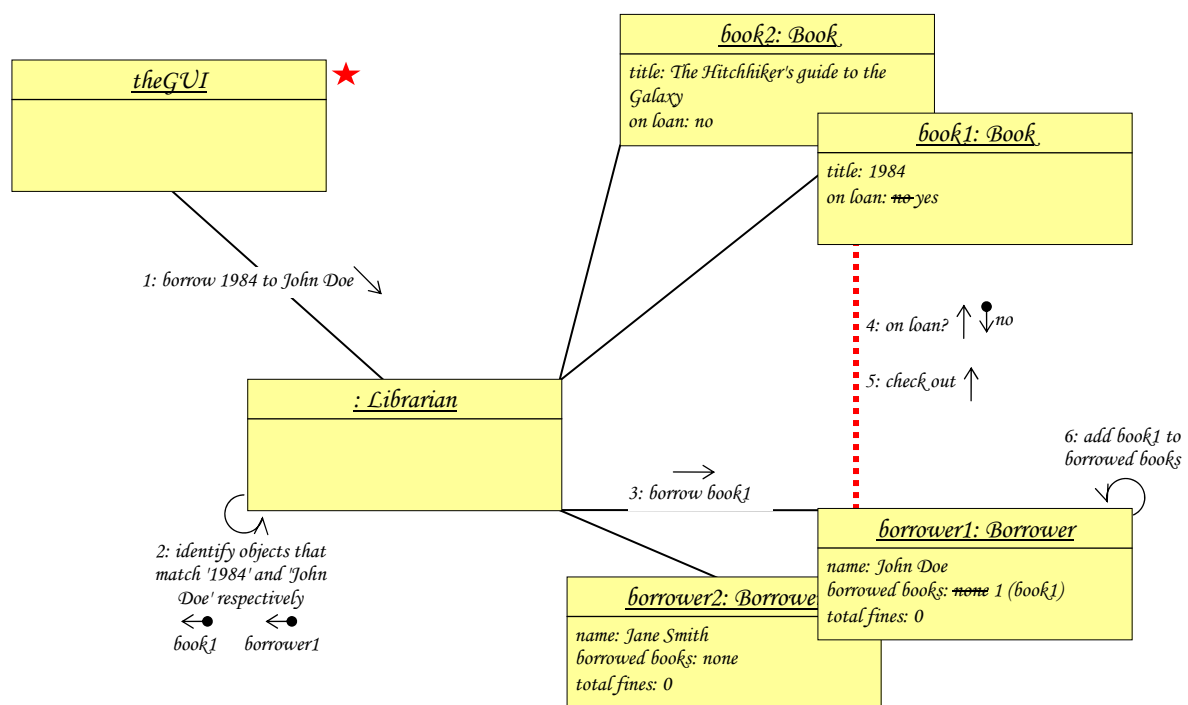 theGUI
book2: Book
title: The Hitchhiker's guide to the
Galaxy
on loan: no
book1: Book
title: 1984
on loan: no yes
1: borrow 1984 to John Doe
4: on loan?
no
5: check out
: Librarian
6: add book1 to
borrowed books
3: borrow book1
2: identify objects that
match '1984' and 'John
Doe' respectively
book1 borrower1
borrower1: Borrower
name: John Doe
borrowed books: none 1 (book1)
total fines: 0
borrower2: Borrowe
name: Jane Smith
borrowed books: none
total fines: 0